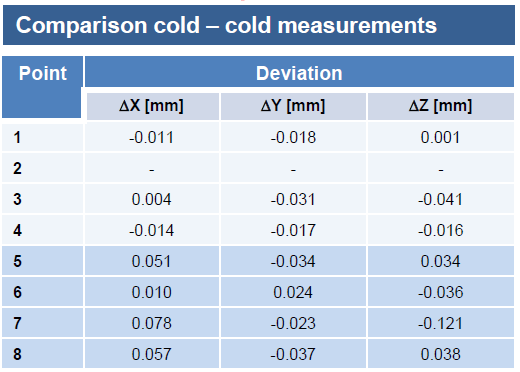 Comparison cold – cold measurements
Point Deviation
ΔX [mm] ΔY [mm] ΔZ [mm]
1 -0.011 -0.018 0.001
2 - - -
3 0.004 -0.031 -0.041
4 -0.014 -0.017 -0.016
5 0.051 -0.034 0.034
6 0.010 0.024 -0.036
7 0.078 -0.023 -0.121
8 0.057 -0.037 0.038